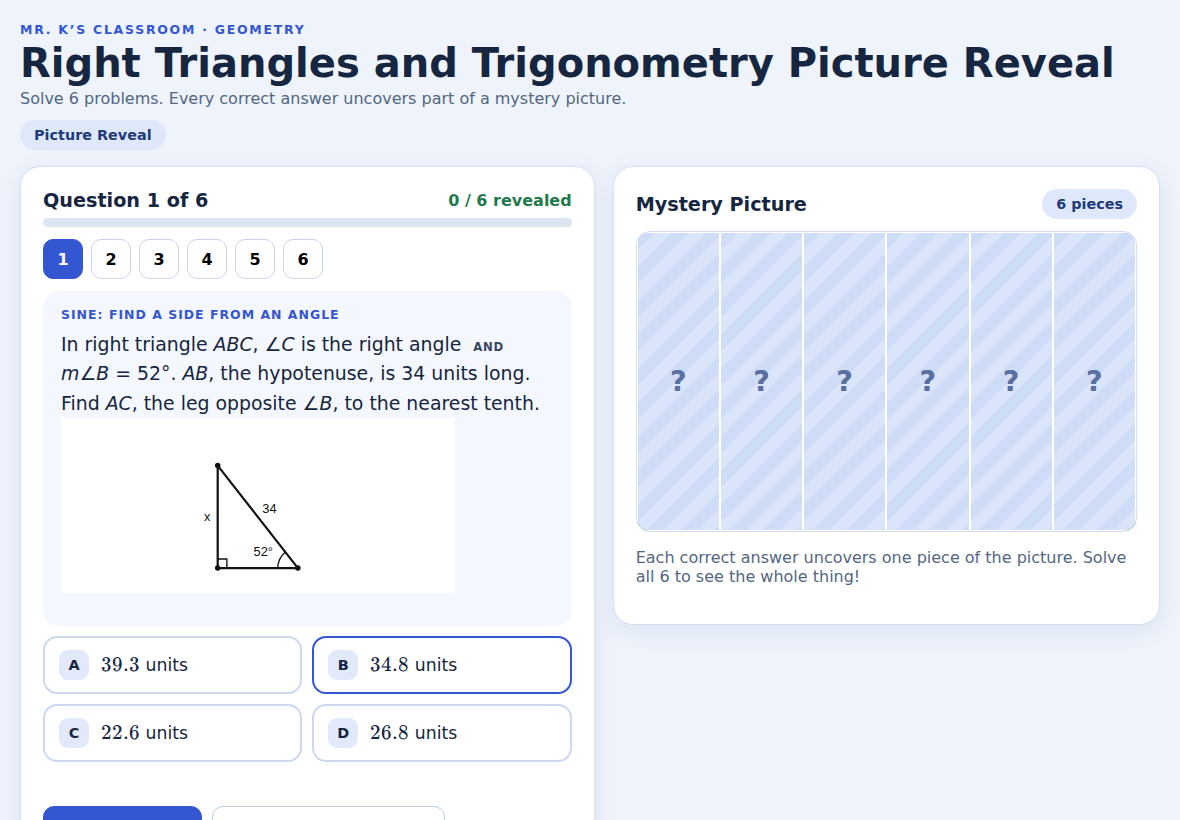 MR. K’S CLASSROOM · GEOMETRY
Right Triangles and Trigonometry Picture Reveal
Solve 6 problems. Every correct answer uncovers part of a mystery picture.
Picture Reveal
Question 1 of 6
0 / 6 revealed
1 2 3 4 5 6
SINE: FIND A SIDE FROM AN ANGLE
In right triangle ABC, ∠C is the right angle AND
m∠B = 52°. AB, the hypotenuse, is 34 units long.
Find AC, the leg opposite ∠B, to the nearest tenth.
34
x
52°
A 39.3 units
B 34.8 units
C 22.6 units
D 26.8 units
Mystery Picture
6 pieces
? ? ? ? ? ?
Each correct answer uncovers one piece of the picture. Solve
all 6 to see the whole thing!